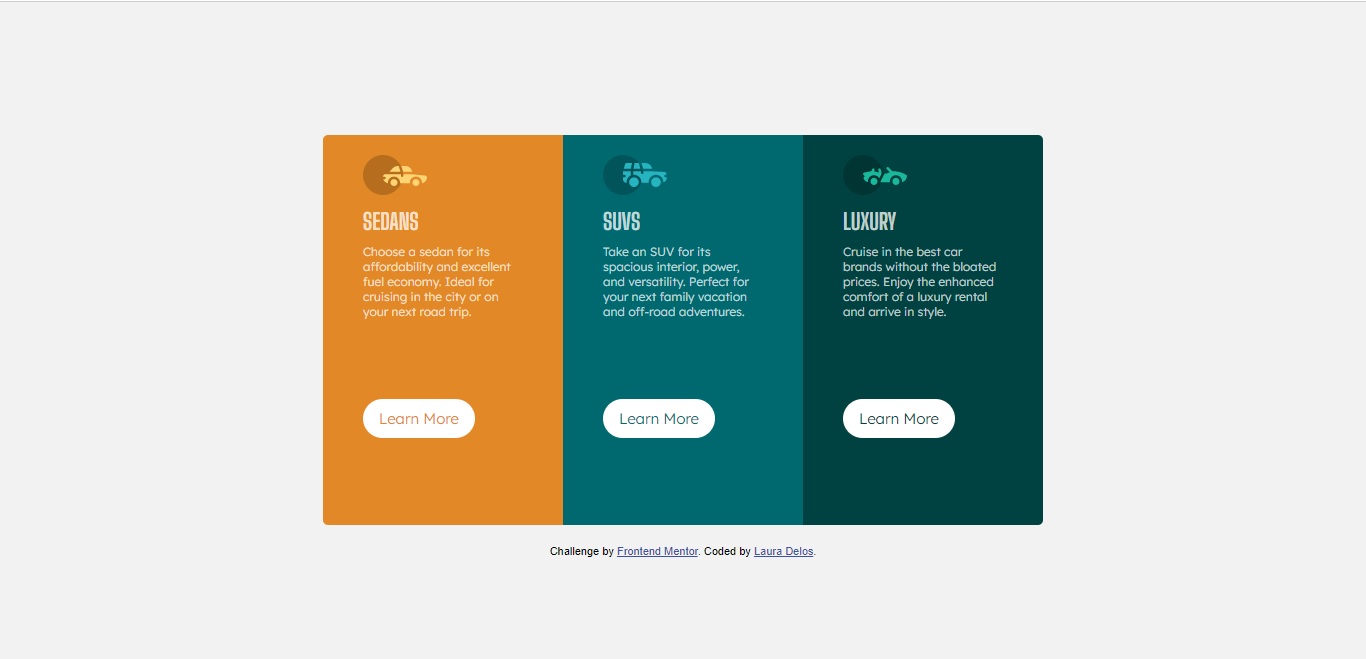 SEDANS
Choose a sedan for its
affordability and excellent
fuel economy. Ideal for
cruising in the city or on
your next road trip.
Learn More
SUVS
Take an SUV for its
spacious interior, power,
and versatility. Perfect for
your next family vacation
and off-road adventures.
Learn More
LUXURY
Cruise in the best car
brands without the bloated
prices. Enjoy the enhanced
comfort of a luxury rental
and arrive in style.
Learn More
Challenge by Frontend Mentor. Coded by Laura Delos.